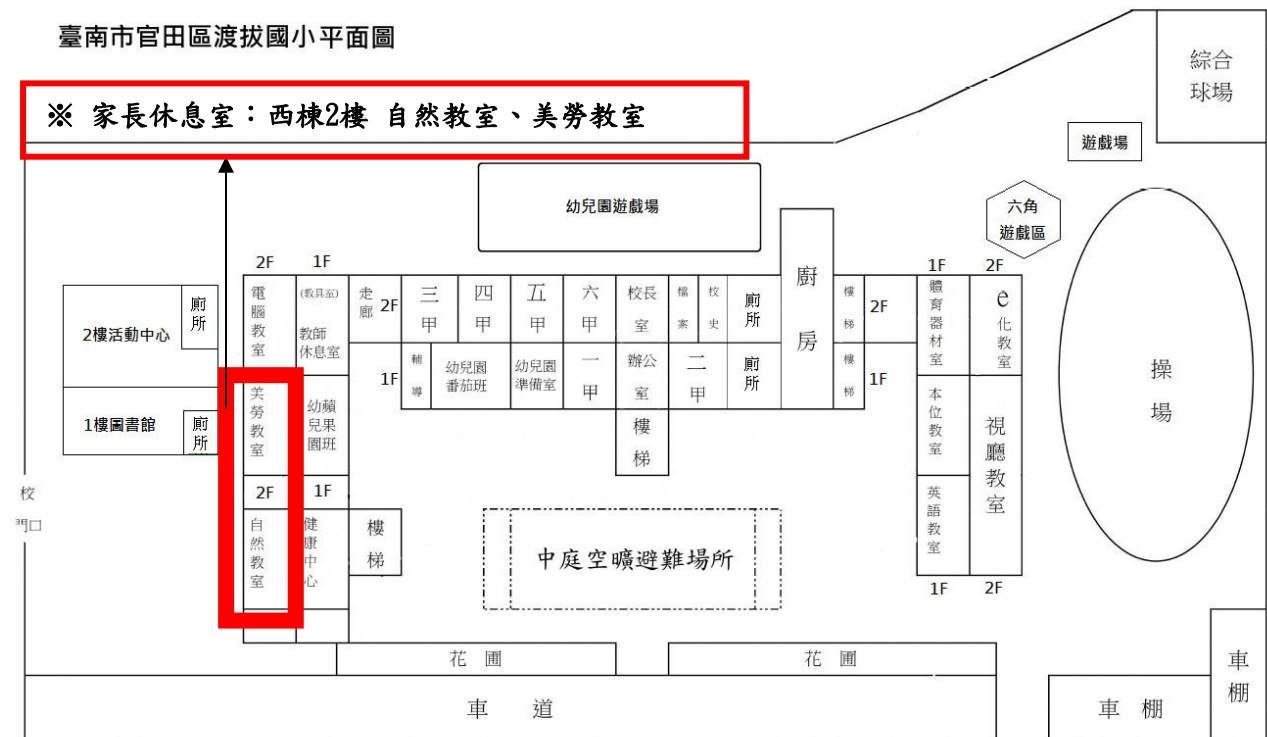 臺南市官田區渡拔國小平面圖
※ 家長休息室：西棟2樓 自然教室、美勞教室
綜合
球場
遊戲場
幼兒園遊戲場
六角
遊戲區
2F
1F
1F
2F
廁所
2樓活動中心
1樓圖書館
廁所
電腦教室
(教具室)
教師
休息室
走廊
2F
三甲
四甲
五甲
六甲
校長室
檔案
校史
廁所
廚房
樓梯
2F
體育器材室
e化教室
1F
輔導
幼兒園
番茄班
幼兒園
準備室
一甲
辦公室
二甲
廁所
樓梯
1F
美勞教室
幼蘋
兒果
園班
樓梯
本位教室
視聽教室
操場
2F
1F
校
門口
自然教室
健康中心
樓梯
中庭空曠避難場所
英語教室
1F
2F
花圃
花圃
車道
車棚
車棚